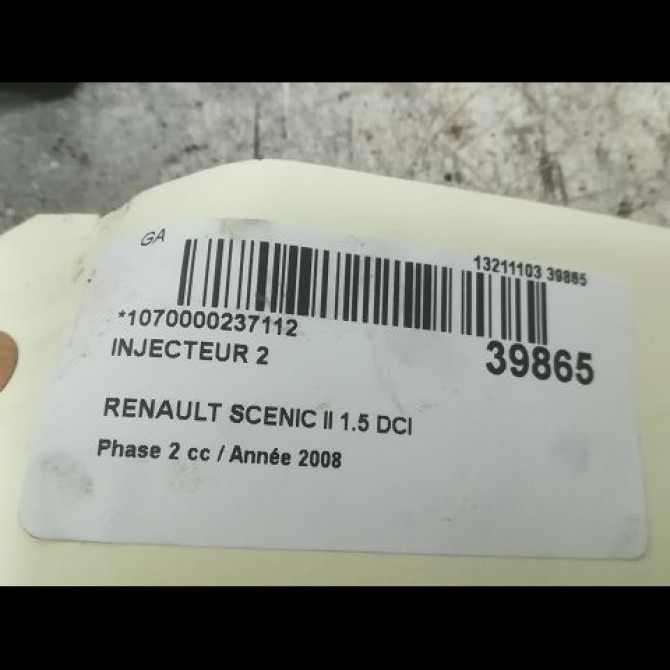 GA
13211103 39865
*1070000237112
INJECTEUR 2
39865
RENAULT SCENIC II 1.5 DCI
Phase 2 cc / Année 2008